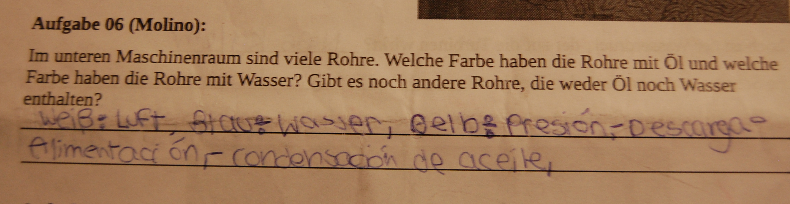 Aufgabe 06 (Molino):
Im unteren Maschinenraum sind viele Rohre. Welche Farbe haben die Rohre mit Öl und welche
Farbe haben die Rohre mit Wasser? Gibt es noch andere Rohre, die weder Öl noch Wasser
enthalten?
Weiß: Luft, Blau: Wasser, Gelb: Presión,-Descarga-
Alimentación,-condensación de aceite,